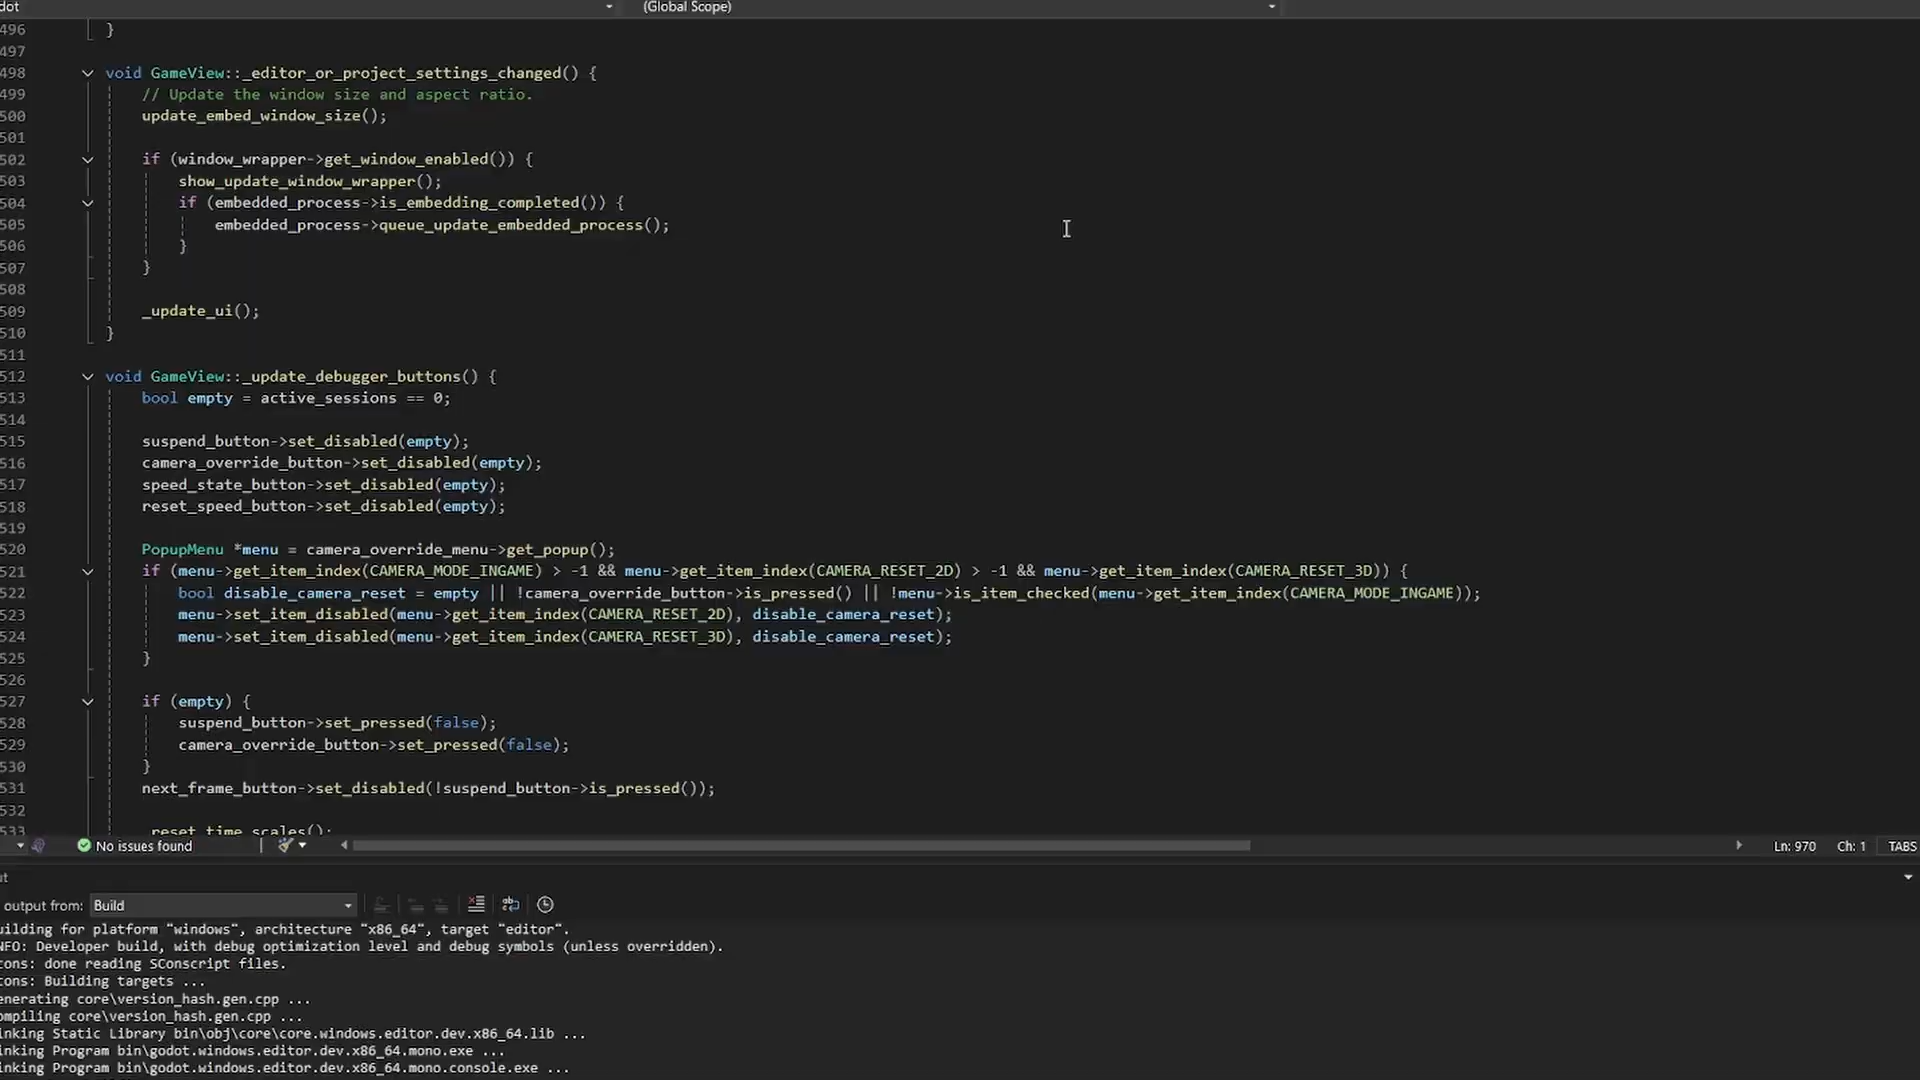 dot (Global Scope)
496 }
497
498 void GameView::_editor_or_project_settings_changed() {
499 // Update the window size and aspect ratio.
500 update_embed_window_size();
501
502 if (window_wrapper->get_window_enabled()) {
503 show_update_window_wrapper();
504 if (embedded_process->is_embedding_completed()) {
505 embedded_process->queue_update_embedded_process();
506 }
507 }
508
509 _update_ui();
510 }
511
512 void GameView::_update_debugger_buttons() {
513 bool empty = active_sessions == 0;
514
515 suspend_button->set_disabled(empty);
516 camera_override_button->set_disabled(empty);
517 speed_state_button->set_disabled(empty);
518 reset_speed_button->set_disabled(empty);
519
520 PopupMenu *menu = camera_override_menu->get_popup();
521 if (menu->get_item_index(CAMERA_MODE_INGAME) > -1 && menu->get_item_index(CAMERA_RESET_2D) > -1 && menu->get_item_index(CAMERA_RESET_3D)) {
522 bool disable_camera_reset = empty || !camera_override_button->is_pressed() || !menu->is_item_checked(menu->get_item_index(CAMERA_MODE_INGAME));
523 menu->set_item_disabled(menu->get_item_index(CAMERA_RESET_2D), disable_camera_reset);
524 menu->set_item_disabled(menu->get_item_index(CAMERA_RESET_3D), disable_camera_reset);
525 }
526
527 if (empty) {
528 suspend_button->set_pressed(false);
529 camera_override_button->set_pressed(false);
530 }
531 next_frame_button->set_disabled(!suspend_button->is_pressed());
532
533 _reset_time_scales();
No issues found Ln: 970 Ch: 1 TABS
ut
output from: Build
uilding for platform "windows", architecture "x86_64", target "editor".
NFO: Developer build, with debug optimization level and debug symbols (unless overridden).
cons: done reading SConscript files.
cons: Building targets ...
enerating core\version_hash.gen.cpp ...
ompiling core\version_hash.gen.cpp ...
inking Static Library bin\obj\core\core.windows.editor.dev.x86_64.lib ...
inking Program bin\godot.windows.editor.dev.x86_64.mono.exe ...
inking Program bin\godot.windows.editor.dev.x86_64.mono.console.exe ...